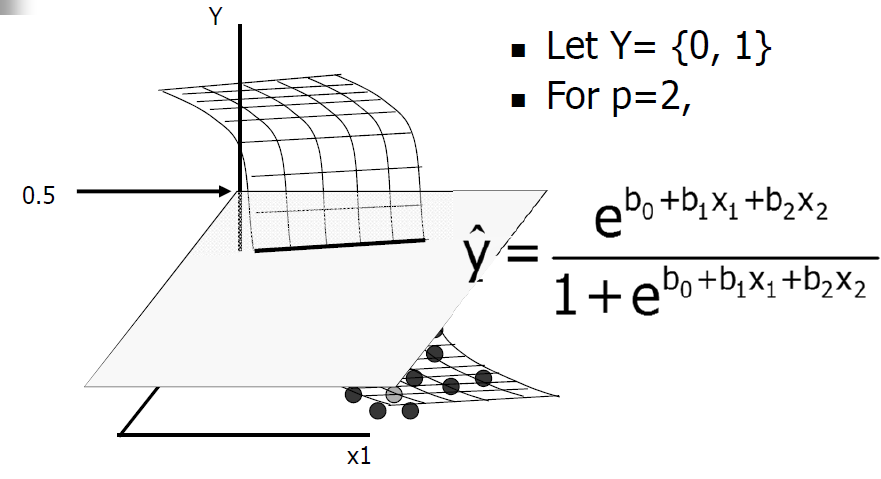 Y
▪ Let Y= {0, 1}
▪ For p=2,
0.5
ŷ = e^{b₀+b₁x₁+b₂x₂} / 1+e^{b₀+b₁x₁+b₂x₂}
x1